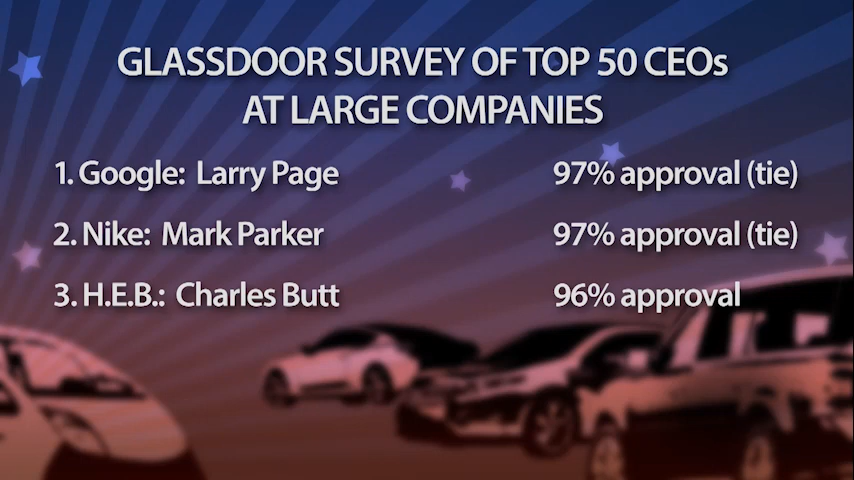 GLASSDOOR SURVEY OF TOP 50 CEOs
AT LARGE COMPANIES
1. Google: Larry Page 97% approval (tie)
2. Nike: Mark Parker 97% approval (tie)
3. H.E.B.: Charles Butt 96% approval